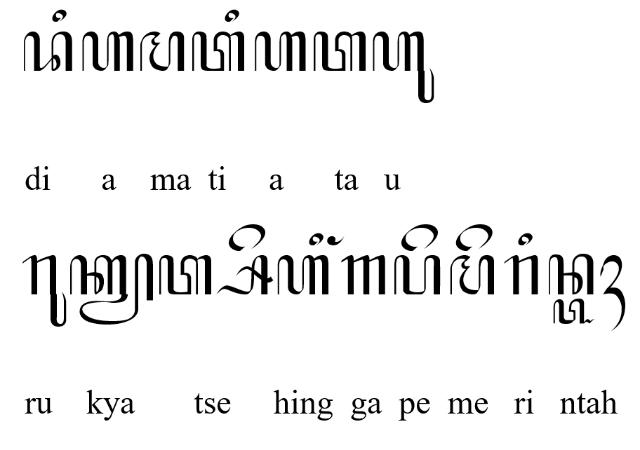 ꦢꦶꦲꦩꦠꦶꦲꦠꦲꦸ
di a ma ti a ta u
ꦫꦸꦏꦾꦠ꧀ꦱꦼꦲꦶꦁꦒꦥꦼꦩꦼꦫꦶꦤ꧀ꦠꦃ
ru kya tse hing ga pe me ri ntah